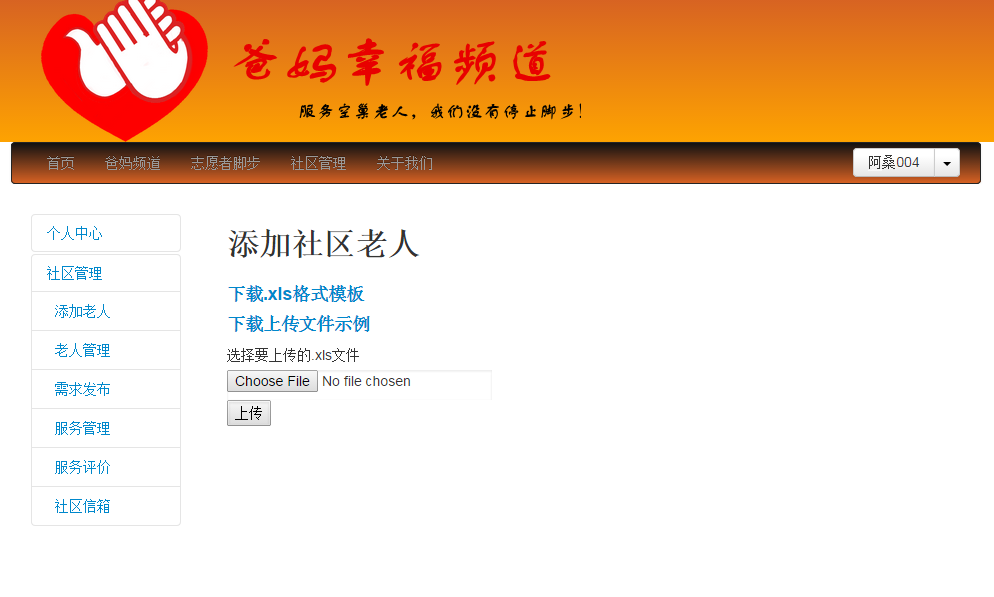 爸妈幸福频道
服务空巢老人，我们没有停止脚步！
首页 爸妈频道 志愿者脚步 社区管理 关于我们 阿桑004
个人中心
社区管理
添加老人
老人管理
需求发布
服务管理
服务评价
社区信箱
添加社区老人
下载.xls格式模板
下载上传文件示例
选择要上传的.xls文件
Choose File No file chosen
上传